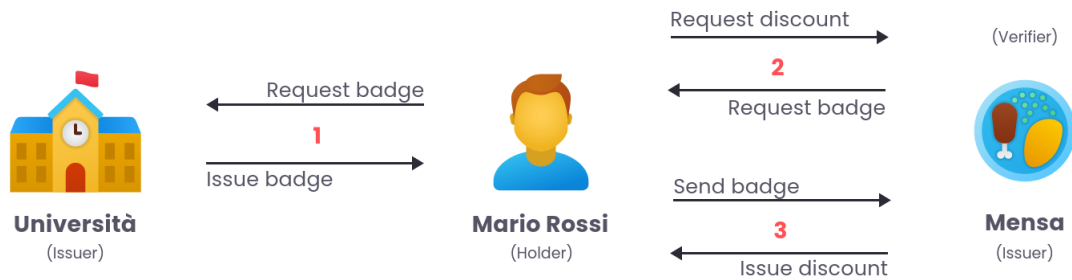 Request discount
(Verifier)
2
Request badge
Request badge
1
Issue badge
Send badge
3
Issue discount
Università
(Issuer)
Mario Rossi
(Holder)
Mensa
(Issuer)